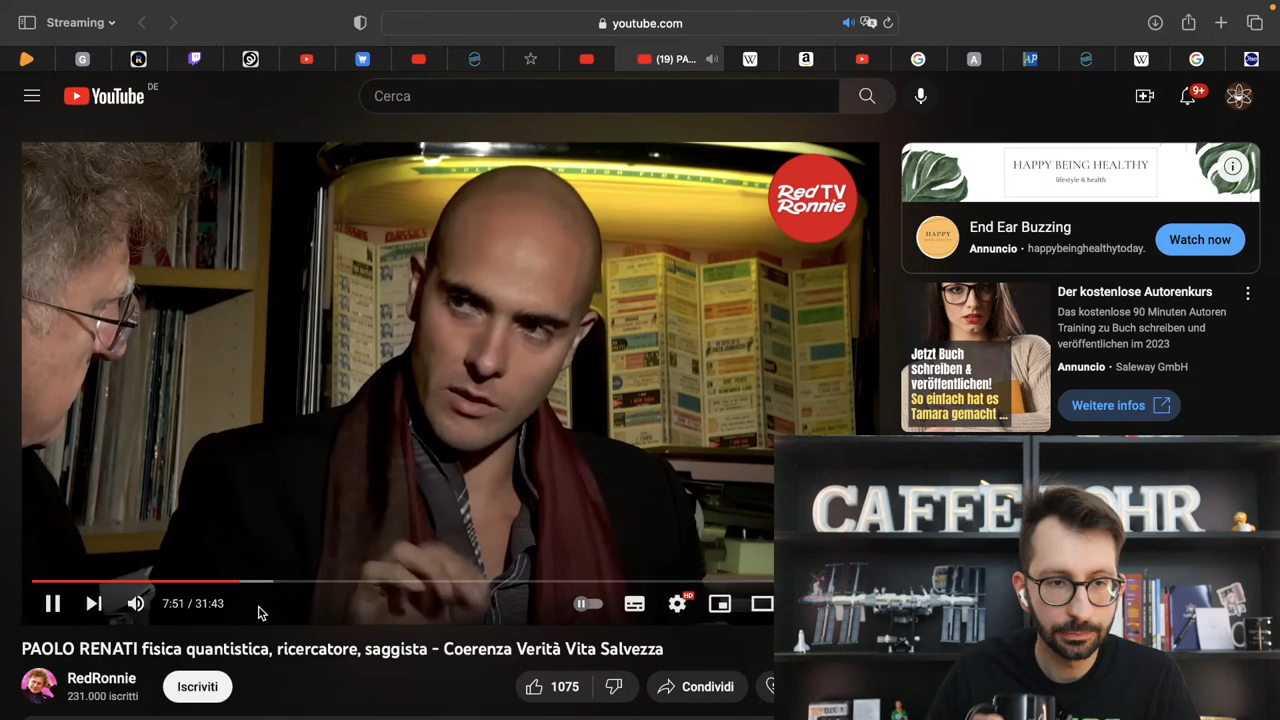 Streaming
youtube.com
(19) PA...
YouTube DE
Cerca
9+
Red TV
Ronnie
CLASSICS
HAPPY BEING HEALTHY
lifestyle & health
HAPPY
End Ear Buzzing
Annuncio · happybeinghealthytoday.
Watch now
Der kostenlose Autorenkurs
Das kostenlose 90 Minuten Autoren
Training zu Buch schreiben und
veröffentlichen im 2023
Annuncio · Saleway GmbH
Weitere infos
Jetzt Buch
schreiben &
veröffentlichen!
So einfach hat es
Tamara gemacht ...
7:51 / 31:43
HD
PAOLO RENATI fisica quantistica, ricercatore, saggista - Coerenza Verità Vita Salvezza
RedRonnie
231.000 iscritti
Iscriviti
1075
Condividi
CAFFE
HR